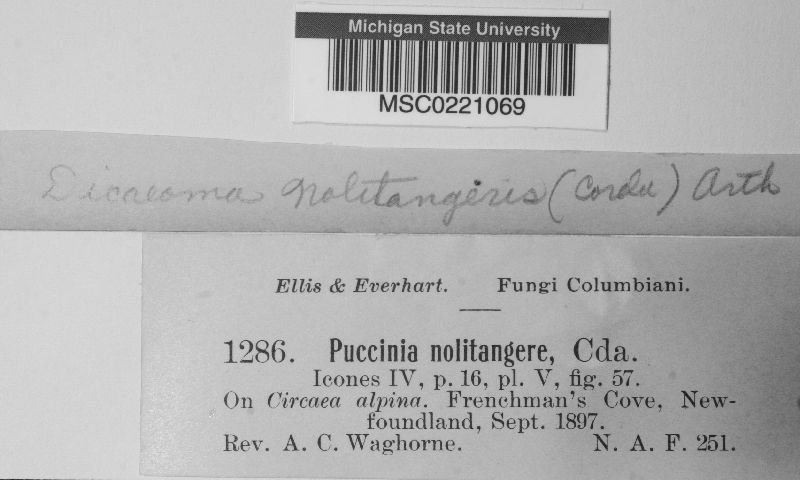 Michigan State University
MSC0221069
Dicaeoma nolitangeris (Corda) Arth
Ellis & Everhart. Fungi Columbiani.
1286. Puccinia nolitangere, Cda.
Icones IV, p. 16, pl. V, fig. 57.
On Circaea alpina. Frenchman's Cove, New-
foundland, Sept. 1897.
Rev. A. C. Waghorne. N. A. F. 251.